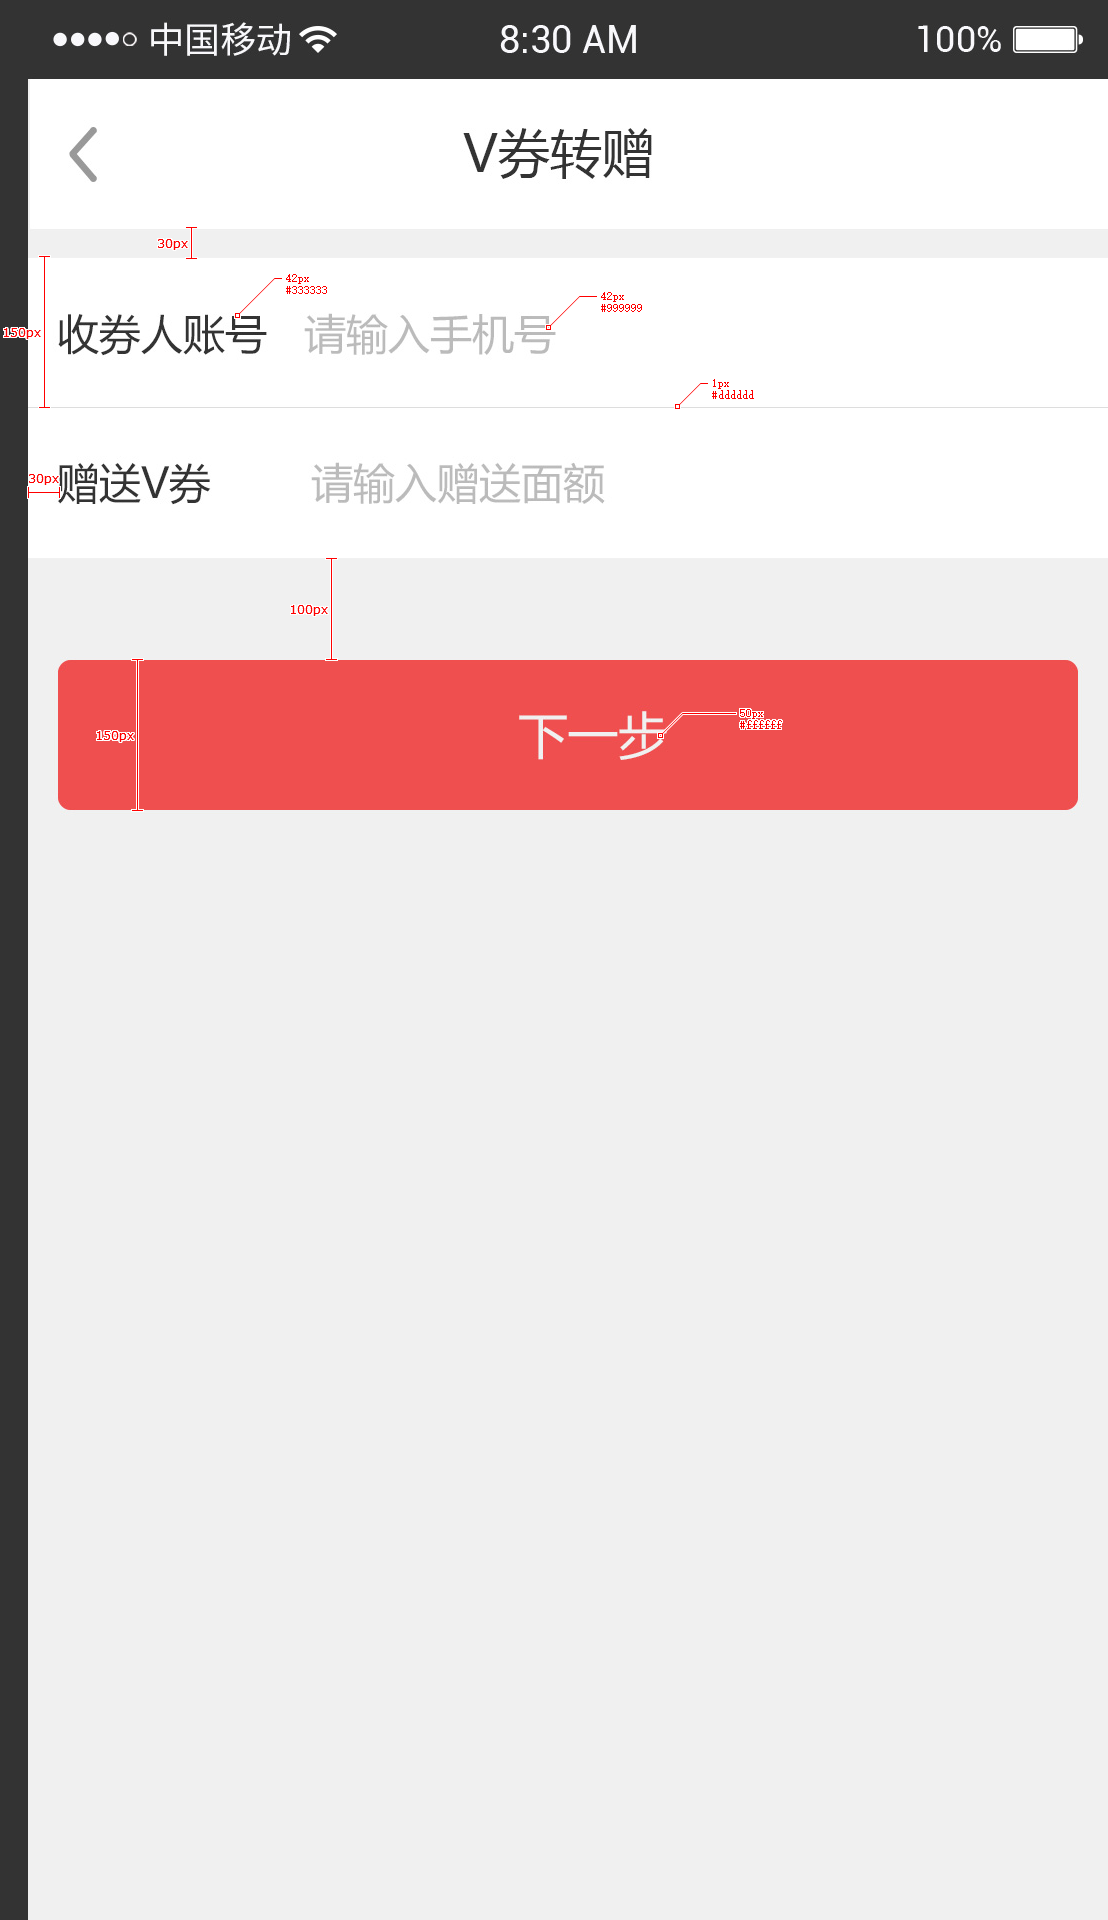 中国移动 8:30 AM 100%
V券转赠
30px
42px
#333333
42px
#999999
150px
收券人账号 请输入手机号
1px
#dddddd
30px
赠送V券 请输入赠送面额
100px
50px
#ffffff
150px
下一步